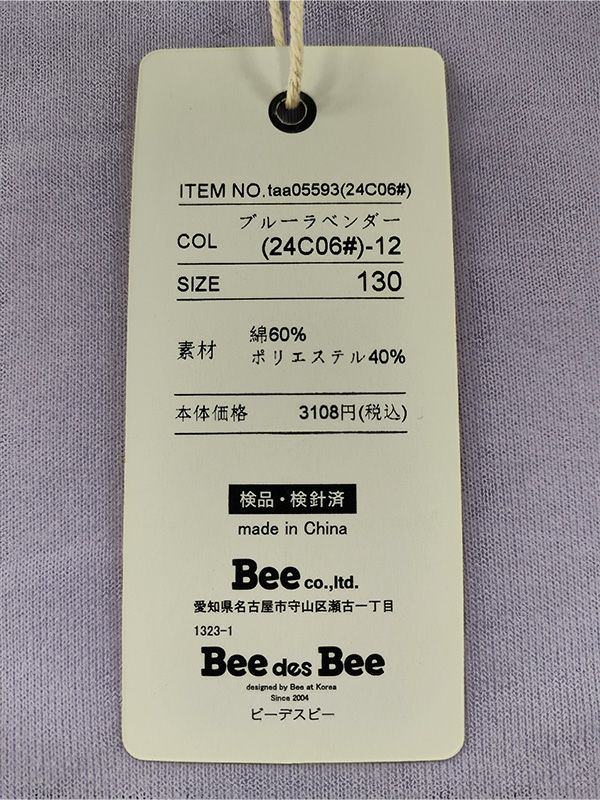 ITEM NO.taa05593(24C06#)
ブルーラベンダー
COL (24C06#)-12
SIZE 130
綿60%
素材
ポリエステル40%
本体価格 3108円(税込)
検品・検針済
made in China
Bee co.,ltd.
愛知県名古屋市守山区瀬古一丁目
1323-1
Bee des Bee
designed by Bee at Korea
Since 2004
ビーデスビー